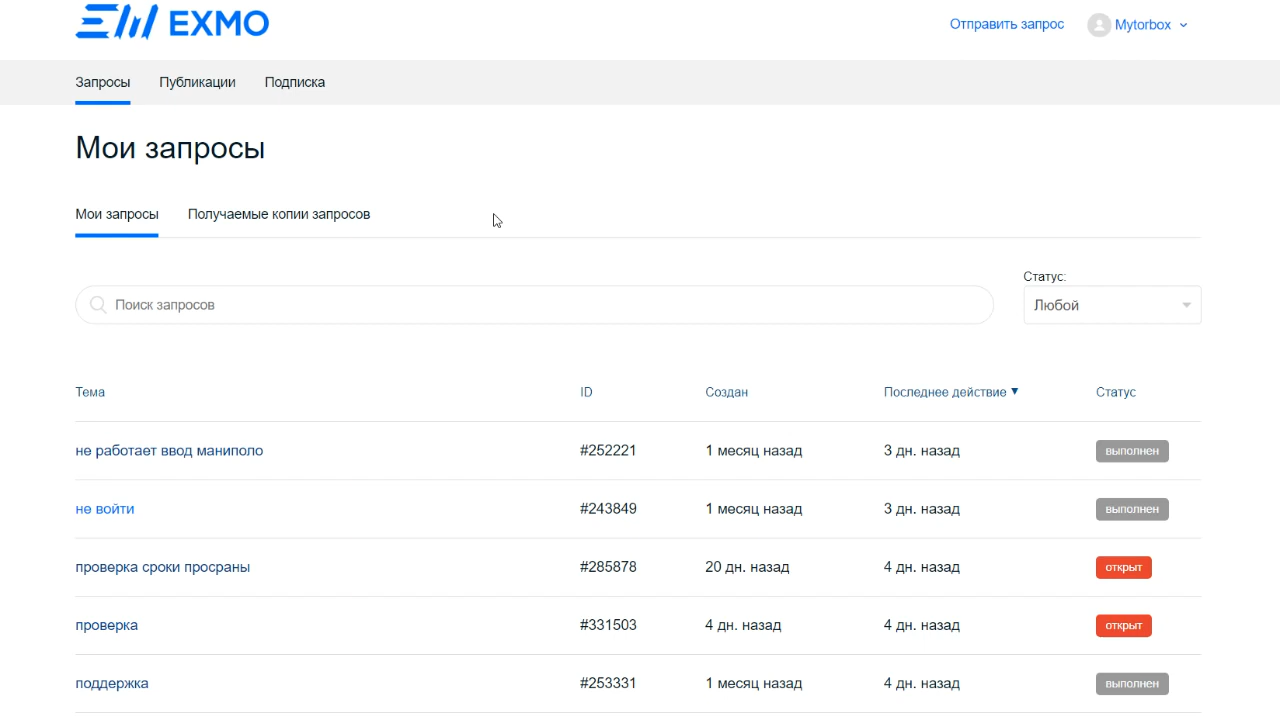 EXMO
Отправить запрос
Mytorbox
Запросы Публикации Подписка
Мои запросы
Мои запросы Получаемые копии запросов
Статус:
Поиск запросов
Любой
Тема ID Создан Последнее действие ▼ Статус
не работает ввод маниполо #252221 1 месяц назад 3 дн. назад выполнен
не войти #243849 1 месяц назад 3 дн. назад выполнен
проверка сроки просраны #285878 20 дн. назад 4 дн. назад открыт
проверка #331503 4 дн. назад 4 дн. назад открыт
поддержка #253331 1 месяц назад 4 дн. назад выполнен